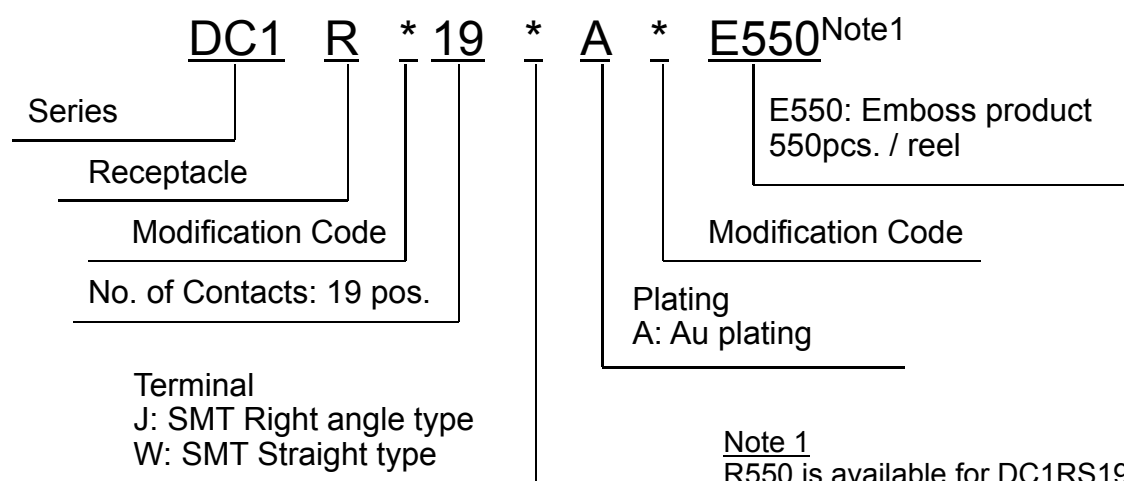 DC1 R * 19 * A * E550Note1
Series
E550: Emboss product
550pcs. / reel
Receptacle
Modification Code
Modification Code
No. of Contacts: 19 pos.
Plating
A: Au plating
Terminal
J: SMT Right angle type
W: SMT Straight type
Note 1
R550 is available for DC1RS19